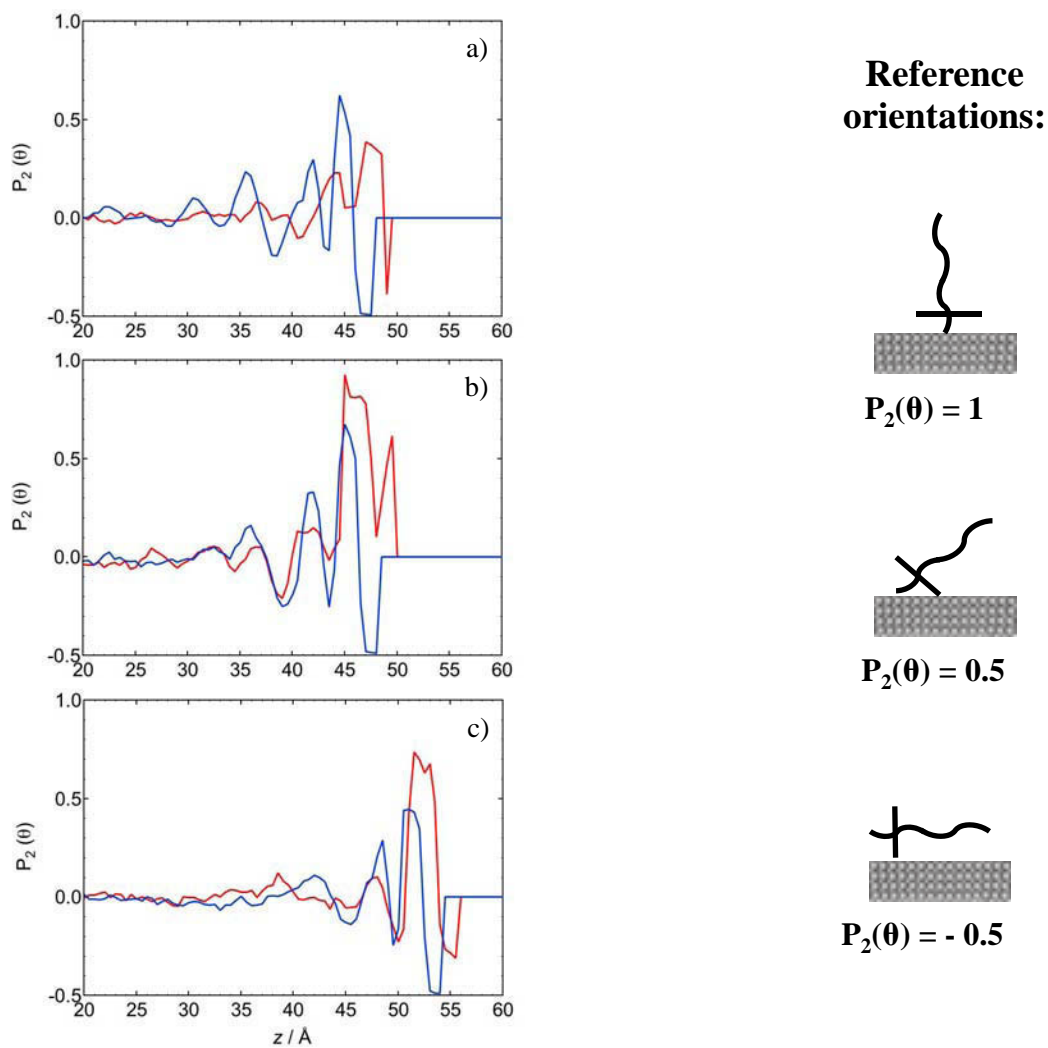 1.0
a)
0.5
P2 (θ)
0.0
-0.5
20 25 30 35 40 45 50 55 60
1.0
b)
0.5
P2 (θ)
0.0
-0.5
20 25 30 35 40 45 50 55 60
1.0
c)
0.5
P2 (θ)
0.0
-0.5
20 25 30 35 40 45 50 55 60
z / Å
Reference
orientations:
P2(θ) = 1
P2(θ) = 0.5
P2(θ) = - 0.5